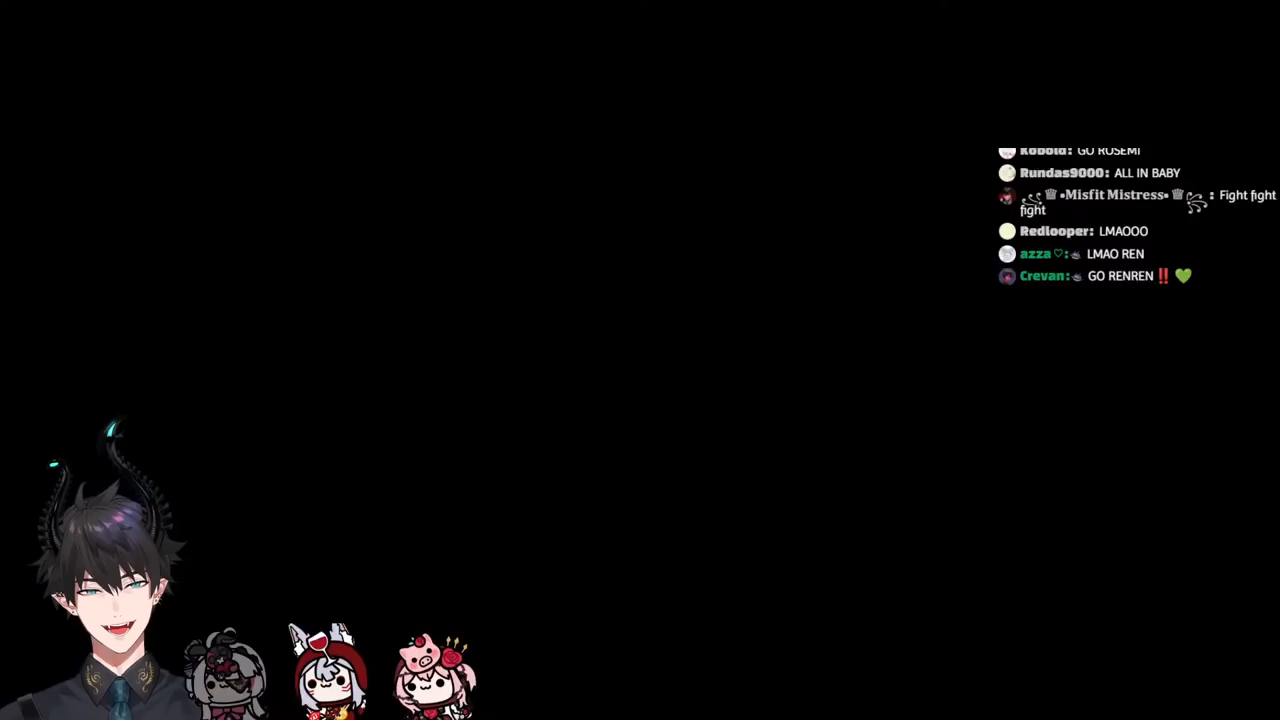 Kobold: GO ROSEMI
Rundas9000: ALL IN BABY
꧁♕•𝕄isfit Mistress•♕꧂: Fight fight
fight
Redlooper: LMAOOO
azza ♡:☕ LMAO REN
Crevan:☕ GO RENREN ‼️ 💚